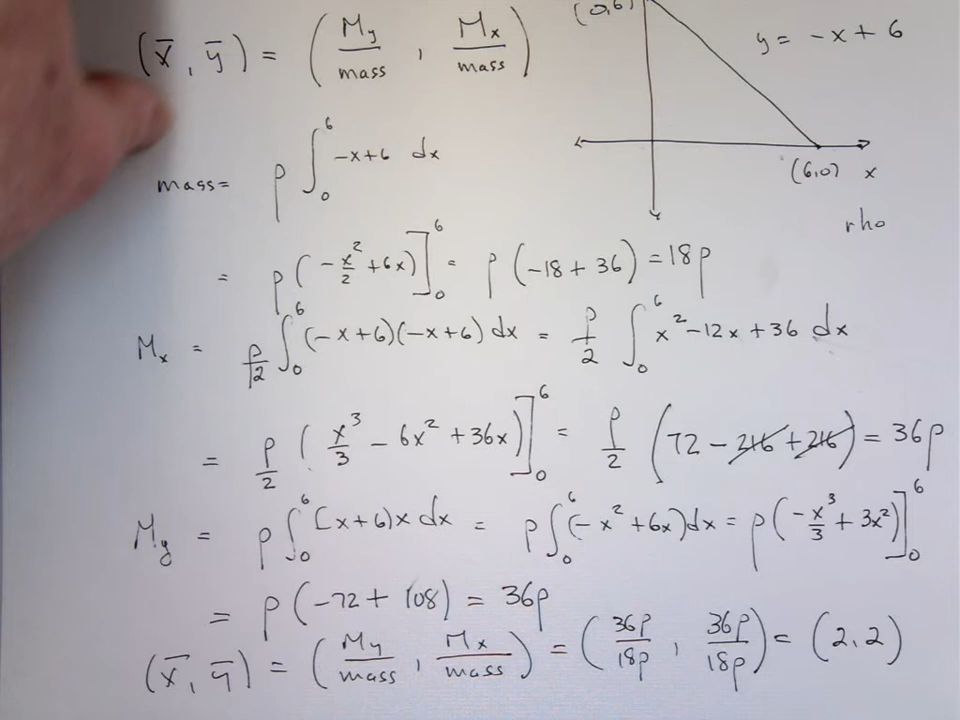 (x̄, ȳ) = (My/mass, Mx/mass)
(0,6)
y = -x + 6
(6,0) x
rho
mass = ρ ∫₀⁶ -x+6 dx
= ρ(-x²/2 + 6x)]₀⁶ = ρ(-18 + 36) = 18ρ
Mx = ρ/2 ∫₀⁶ (-x+6)(-x+6) dx = ρ/2 ∫₀⁶ x² - 12x + 36 dx
= ρ/2 (x³/3 - 6x² + 36x)]₀⁶ = ρ/2 (72 - 216 + 216) = 36ρ
My = ρ ∫₀⁶ (-x+6)x dx = ρ ∫₀⁶ (-x² + 6x) dx = ρ(-x³/3 + 3x²)]₀⁶
= ρ(-72 + 108) = 36ρ
(x̄, ȳ) = (My/mass, Mx/mass) = (36ρ/18ρ, 36ρ/18ρ) = (2,2)